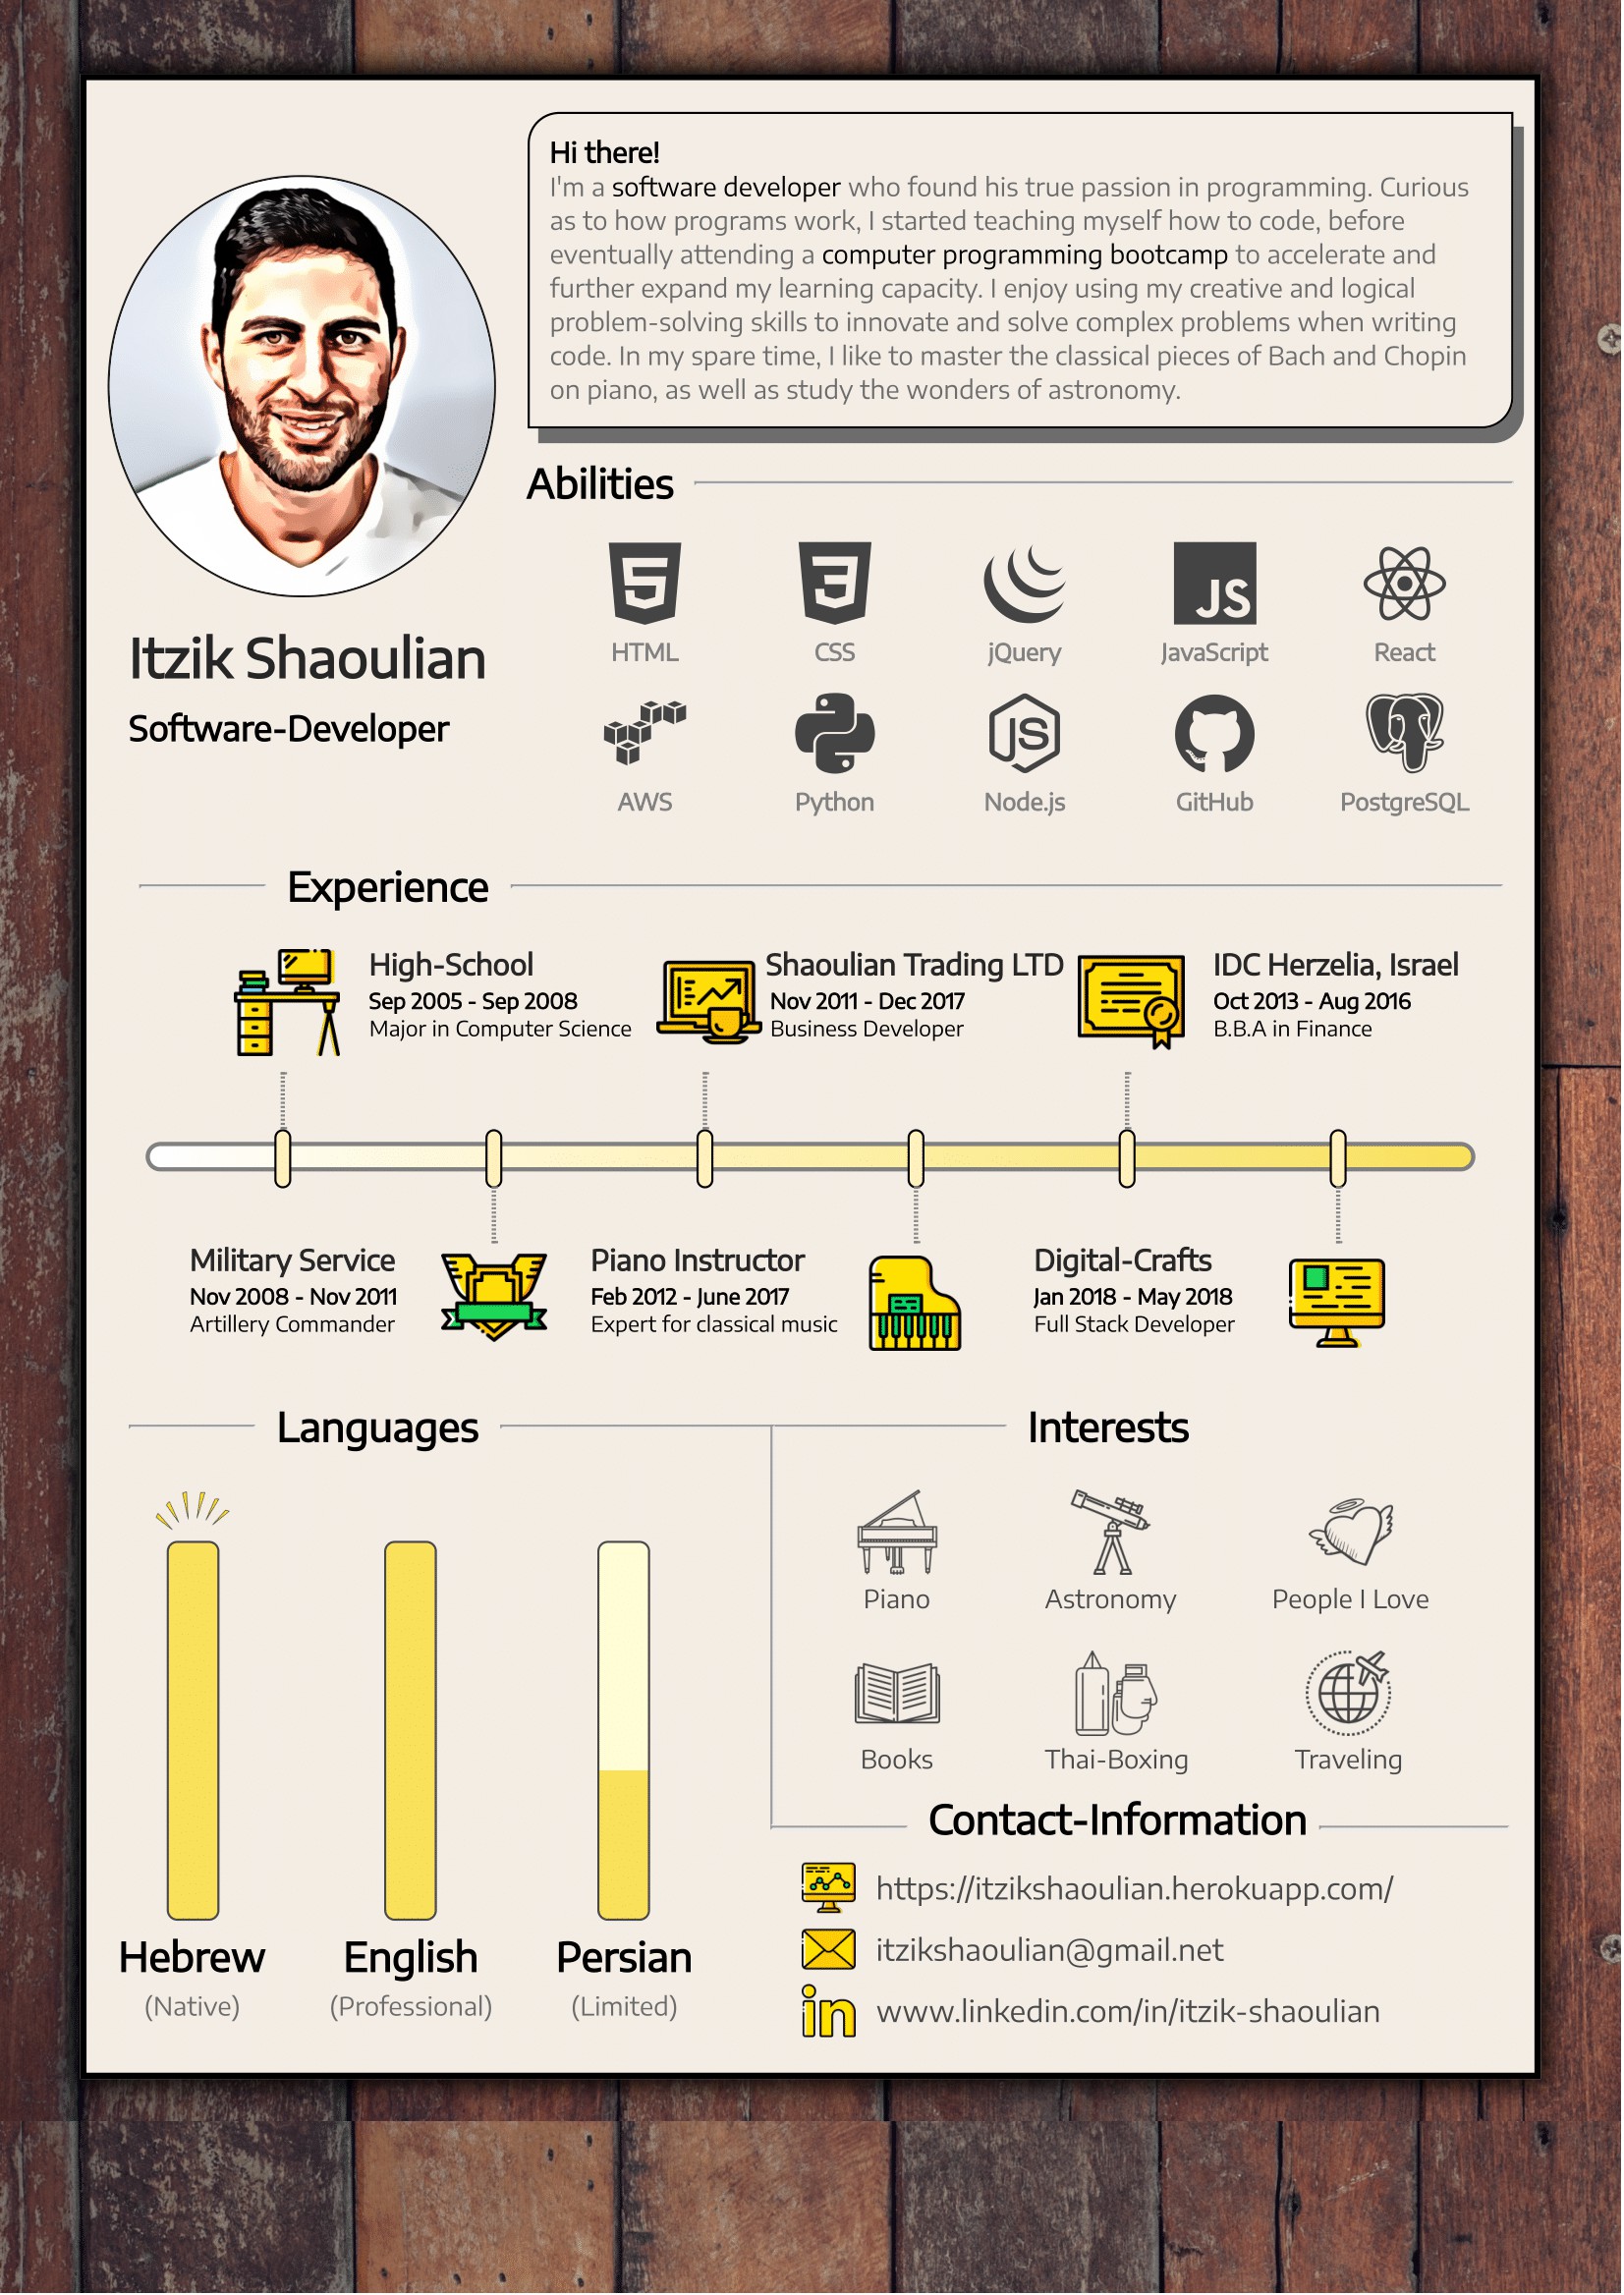 Hi there!
I'm a software developer who found his true passion in programming. Curious
as to how programs work, I started teaching myself how to code, before
eventually attending a computer programming bootcamp to accelerate and
further expand my learning capacity. I enjoy using my creative and logical
problem-solving skills to innovate and solve complex problems when writing
code. In my spare time, I like to master the classical pieces of Bach and Chopin
on piano, as well as study the wonders of astronomy.
Itzik Shaoulian
Software-Developer
Abilities
5
3
JS
HTML
CSS
jQuery
JavaScript
React
JS
AWS
Python
Node.js
GitHub
PostgreSQL
Experience
High-School
Sep 2005 - Sep 2008
Major in Computer Science
Shaoulian Trading LTD
Nov 2011 - Dec 2017
Business Developer
IDC Herzelia, Israel
Oct 2013 - Aug 2016
B.B.A in Finance
Military Service
Nov 2008 - Nov 2011
Artillery Commander
Piano Instructor
Feb 2012 - June 2017
Expert for classical music
Digital-Crafts
Jan 2018 - May 2018
Full Stack Developer
Languages
Hebrew
(Native)
English
(Professional)
Persian
(Limited)
Interests
Piano
Astronomy
People I Love
Books
Thai-Boxing
Traveling
Contact-Information
https://itzikshaoulian.herokuapp.com/
itzikshaoulian@gmail.net
in
www.linkedin.com/in/itzik-shaoulian